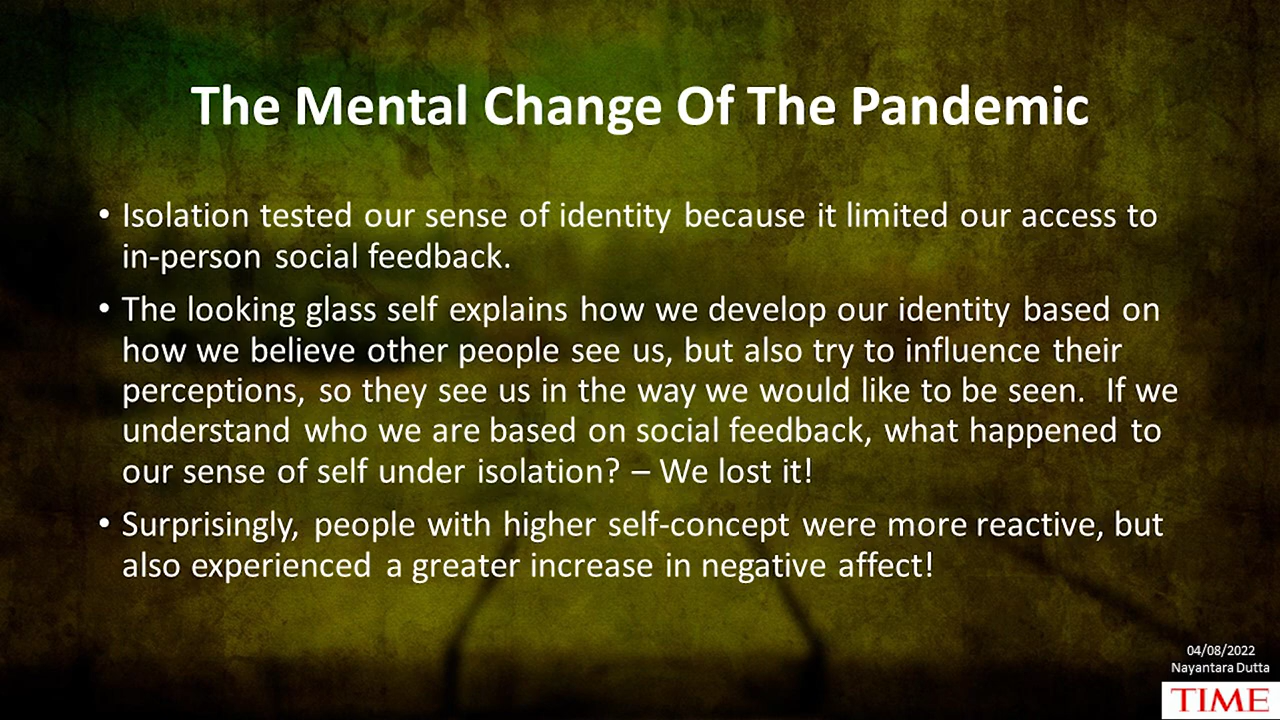 The Mental Change Of The Pandemic
• Isolation tested our sense of identity because it limited our access to
in-person social feedback.
• The looking glass self explains how we develop our identity based on
how we believe other people see us, but also try to influence their
perceptions, so they see us in the way we would like to be seen.  If we
understand who we are based on social feedback, what happened to
our sense of self under isolation? – We lost it!
• Surprisingly, people with higher self-concept were more reactive, but
also experienced a greater increase in negative affect!
04/08/2022
Nayantara Dutta
TIME